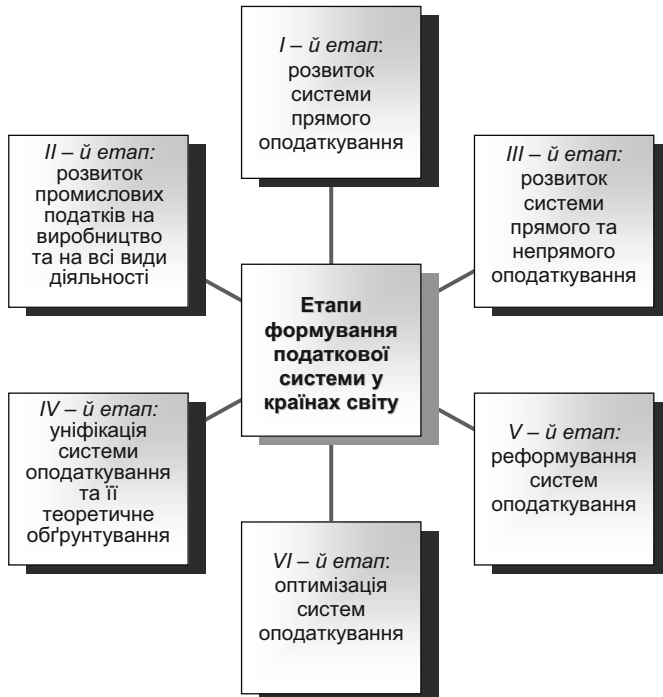 I – й етап:
розвиток
системи
прямого
оподаткування
II – й етап:
розвиток
промислових
податків на
виробництво
та на всі види
діяльності
III – й етап:
розвиток
системи
прямого та
непрямого
оподаткування
Етапи
формування
податкової
системи у
країнах світу
IV – й етап:
уніфікація
системи
оподаткування
та її
теоретичне
обґрунтування
V – й етап:
реформування
систем
оподаткування
VI – й етап:
оптимізація
систем
оподаткування